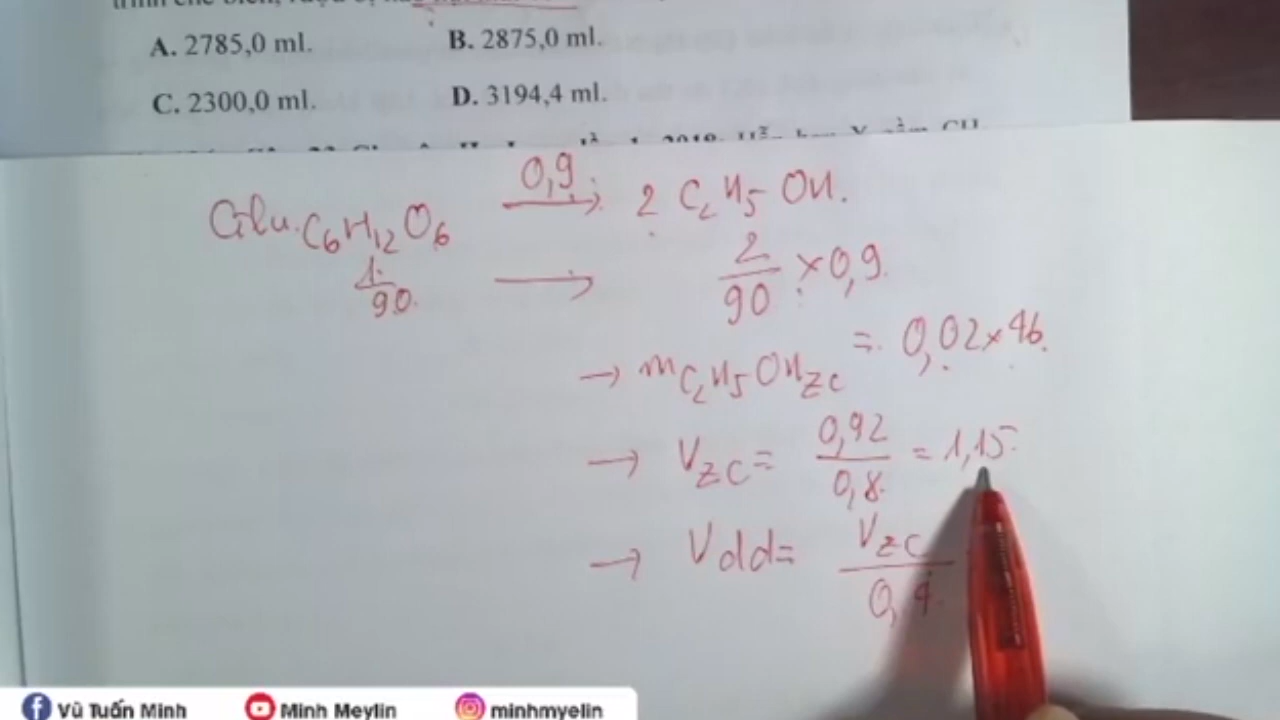 A. 2785,0 ml. B. 2875,0 ml.
C. 2300,0 ml. D. 3194,4 ml.
Glu. C6H12O6 0,9 → 2 C2H5OH.
1/90 → 2/90 × 0,9
= 0,02 × 46.
→ mC2H5OHzc
→ Vzc = 0,92/0,8 = 1,15
→ Vdd = Vzc/0,4
Vũ Tuấn Minh Minh Meylin minhmyelin